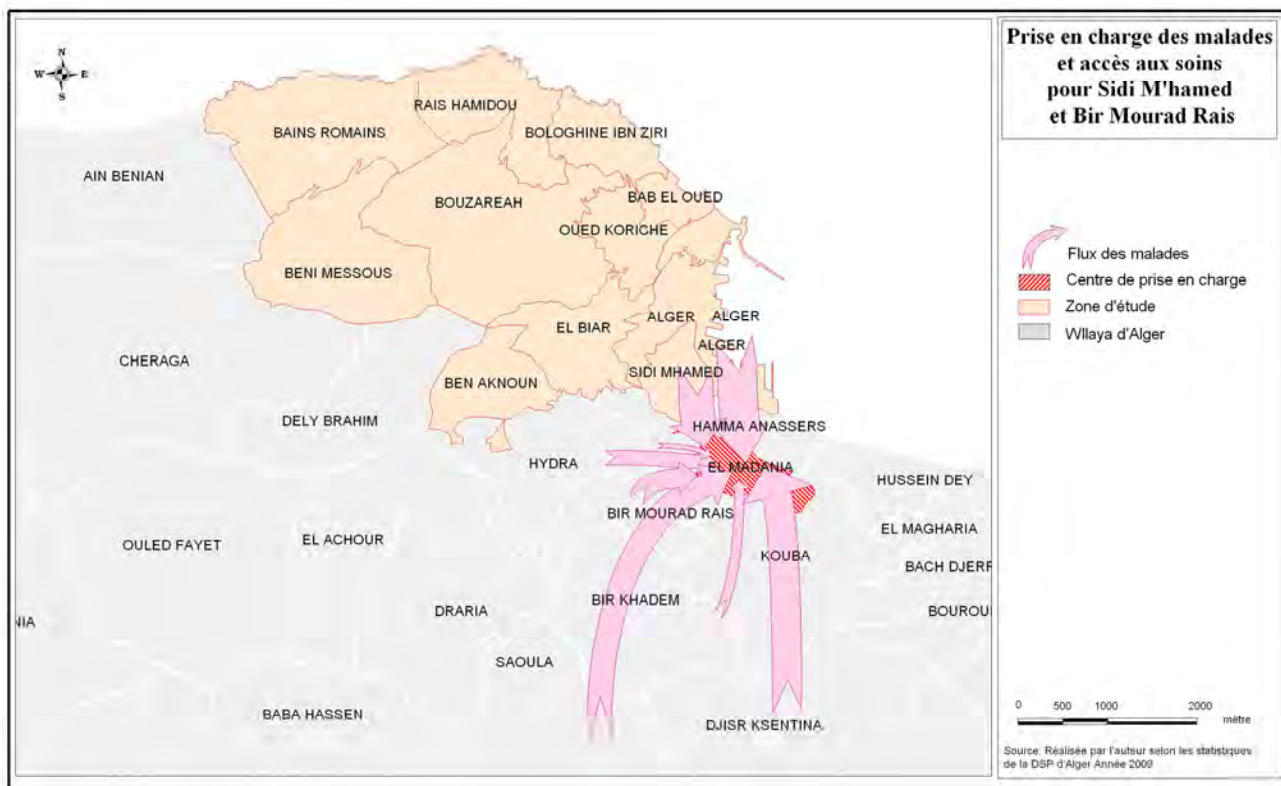 Prise en charge des malades
et accès aux soins
pour Sidi M'hamed
et Bir Mourad Rais
N
W E
S
RAIS HAMIDOU
BAINS ROMAINS
BOLOGHINE IBN ZIRI
AIN BENIAN
BAB EL OUED
BOUZAREAH
OUED KORICHE
BENI MESSOUS
ALGER
ALGER
EL BIAR
ALGER
CHERAGA
SIDI MHAMED
BEN AKNOUN
DELY BRAHIM
HAMMA ANASSERS
HYDRA
EL MADANIA
HUSSEIN DEY
BIR MOURAD RAIS
EL MAGHARIA
OULED FAYET
EL ACHOUR
KOUBA
BACH DJERF
BIR KHADEM
DRARIA
BOUROUI
NIA
SAOULA
BABA HASSEN
DJISR KSENTINA
Flux des malades
Centre de prise en charge
Zone d'étude
WIlaya d'Alger
0 500 1000 2000
mètre
Source: Réalisée par l'auteur selon les statistiques
de la DSP d'Alger Année 2009